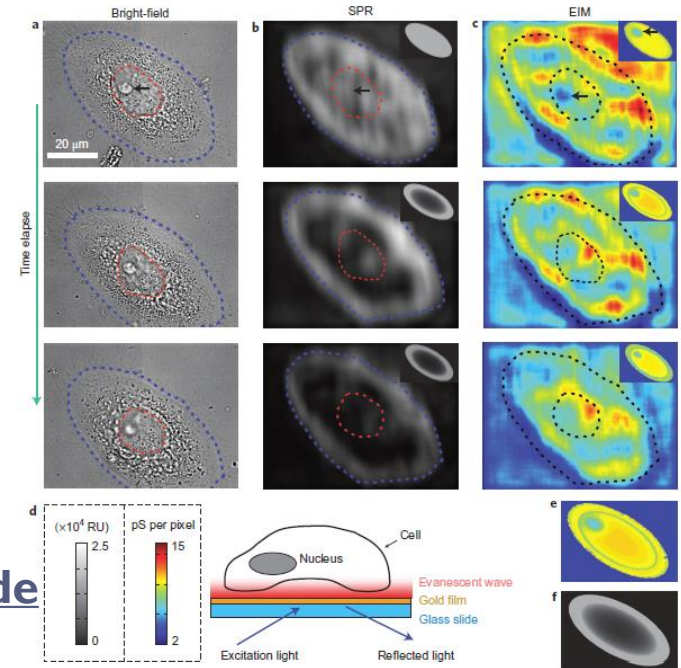 Bright-field
SPR
EIM
a
b
c
20 μm
Time elapse
d
(×10⁴ RU)
pS per pixel
2.5
0
15
2
Nucleus
Cell
Evanescent wave
Gold film
Glass slide
Excitation light
Reflected light
e
f
de